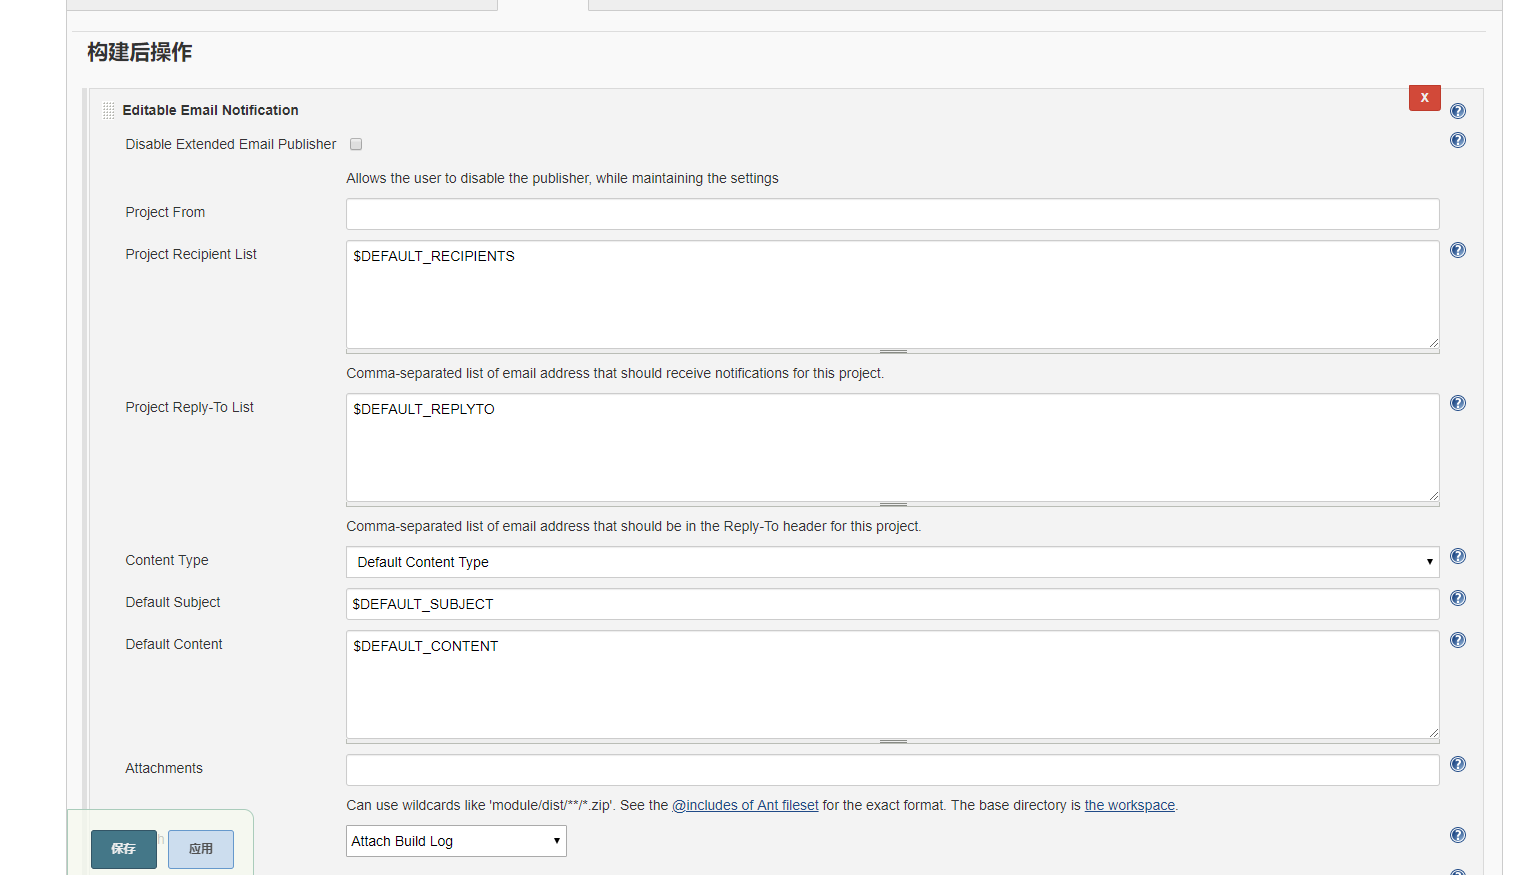 构建后操作
Editable Email Notification
X
Disable Extended Email Publisher
Allows the user to disable the publisher, while maintaining the settings
Project From
Project Recipient List
$DEFAULT_RECIPIENTS
Comma-separated list of email address that should receive notifications for this project.
Project Reply-To List
$DEFAULT_REPLYTO
Comma-separated list of email address that should be in the Reply-To header for this project.
Content Type
Default Content Type
Default Subject
$DEFAULT_SUBJECT
Default Content
$DEFAULT_CONTENT
Attachments
Can use wildcards like 'module/dist/**/*.zip'. See the @includes of Ant fileset for the exact format. The base directory is the workspace.
Attach Build Log
保存
应用